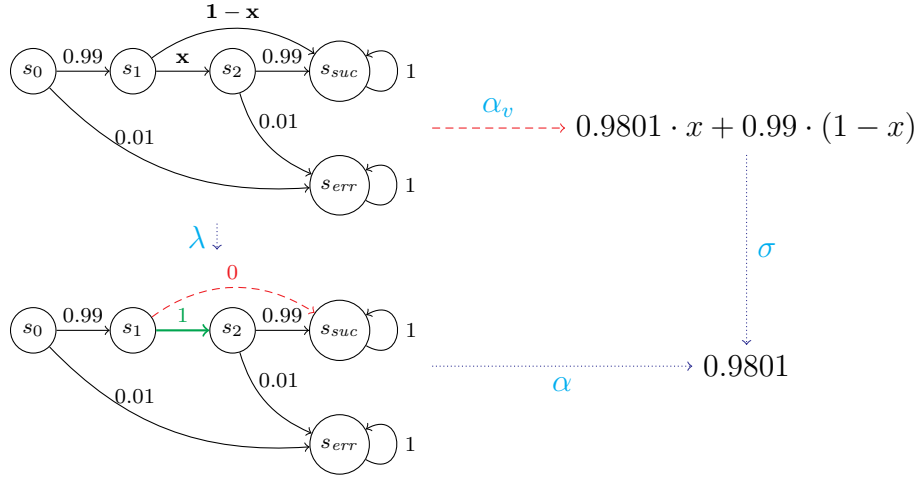 1 − x
0.99 x 0.99
s0 s1 s2 ssuc 1
0.01 0.01
serr 1
αv
0.9801 · x + 0.99 · (1 − x)
λ
σ
0
0.99 1 0.99
s0 s1 s2 ssuc 1
0.01 0.01
serr 1
α
0.9801